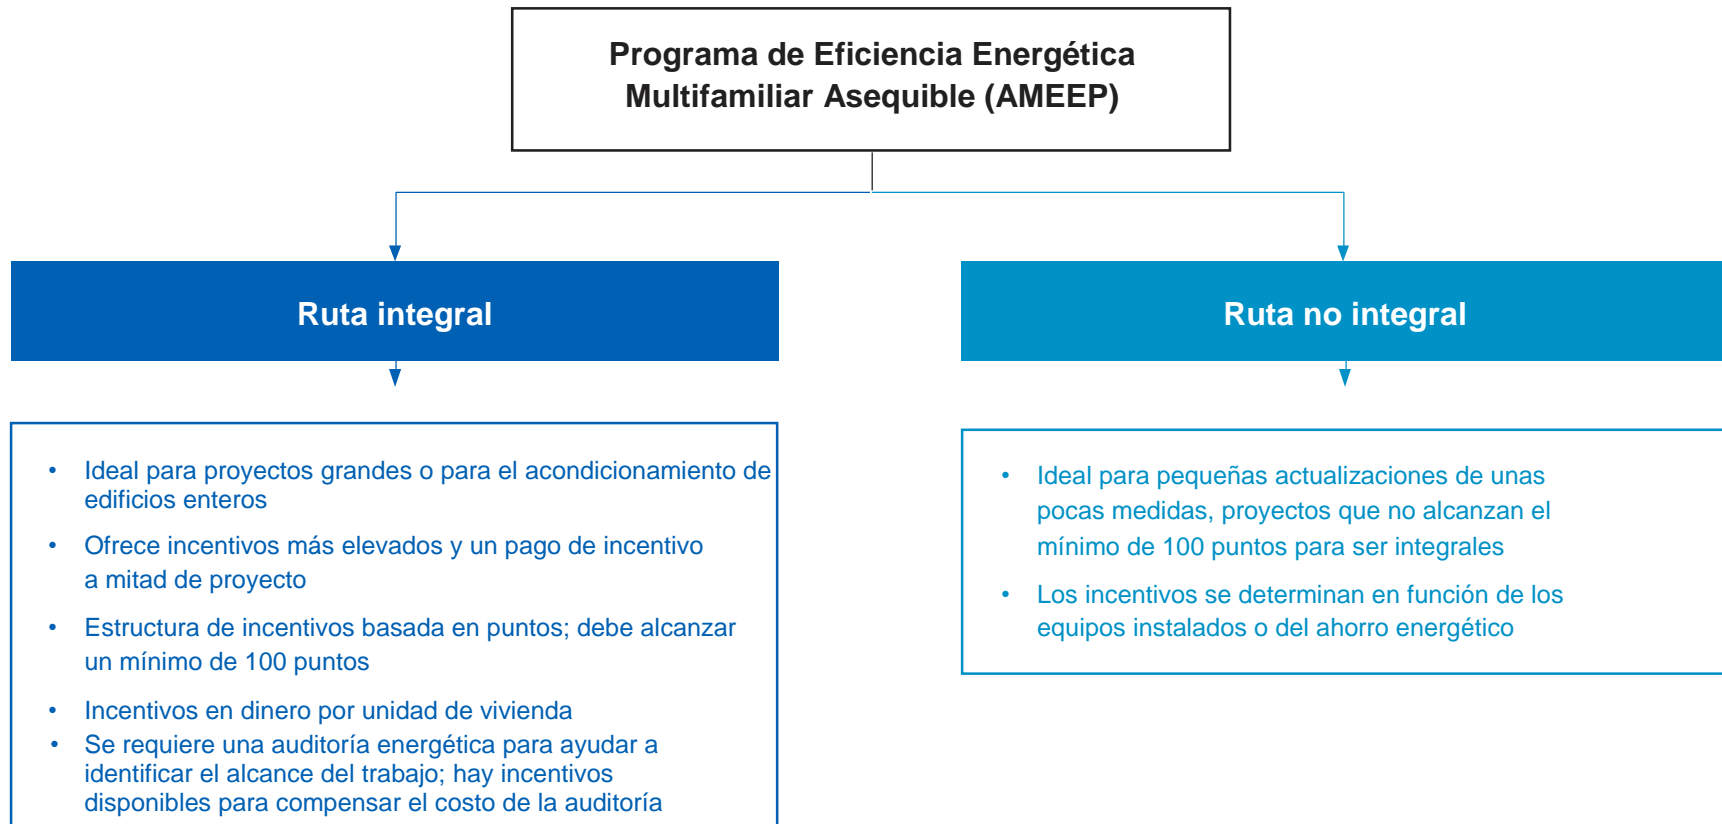 Programa de Eficiencia Energética
Multifamiliar Asequible (AMEEP)
Ruta integral
• Ideal para proyectos grandes o para el acondicionamiento de
edificios enteros
• Ofrece incentivos más elevados y un pago de incentivo
a mitad de proyecto
• Estructura de incentivos basada en puntos; debe alcanzar
un mínimo de 100 puntos
• Incentivos en dinero por unidad de vivienda
• Se requiere una auditoría energética para ayudar a
identificar el alcance del trabajo; hay incentivos
disponibles para compensar el costo de la auditoría
Ruta no integral
• Ideal para pequeñas actualizaciones de unas
pocas medidas, proyectos que no alcanzan el
mínimo de 100 puntos para ser integrales
• Los incentivos se determinan en función de los
equipos instalados o del ahorro energético